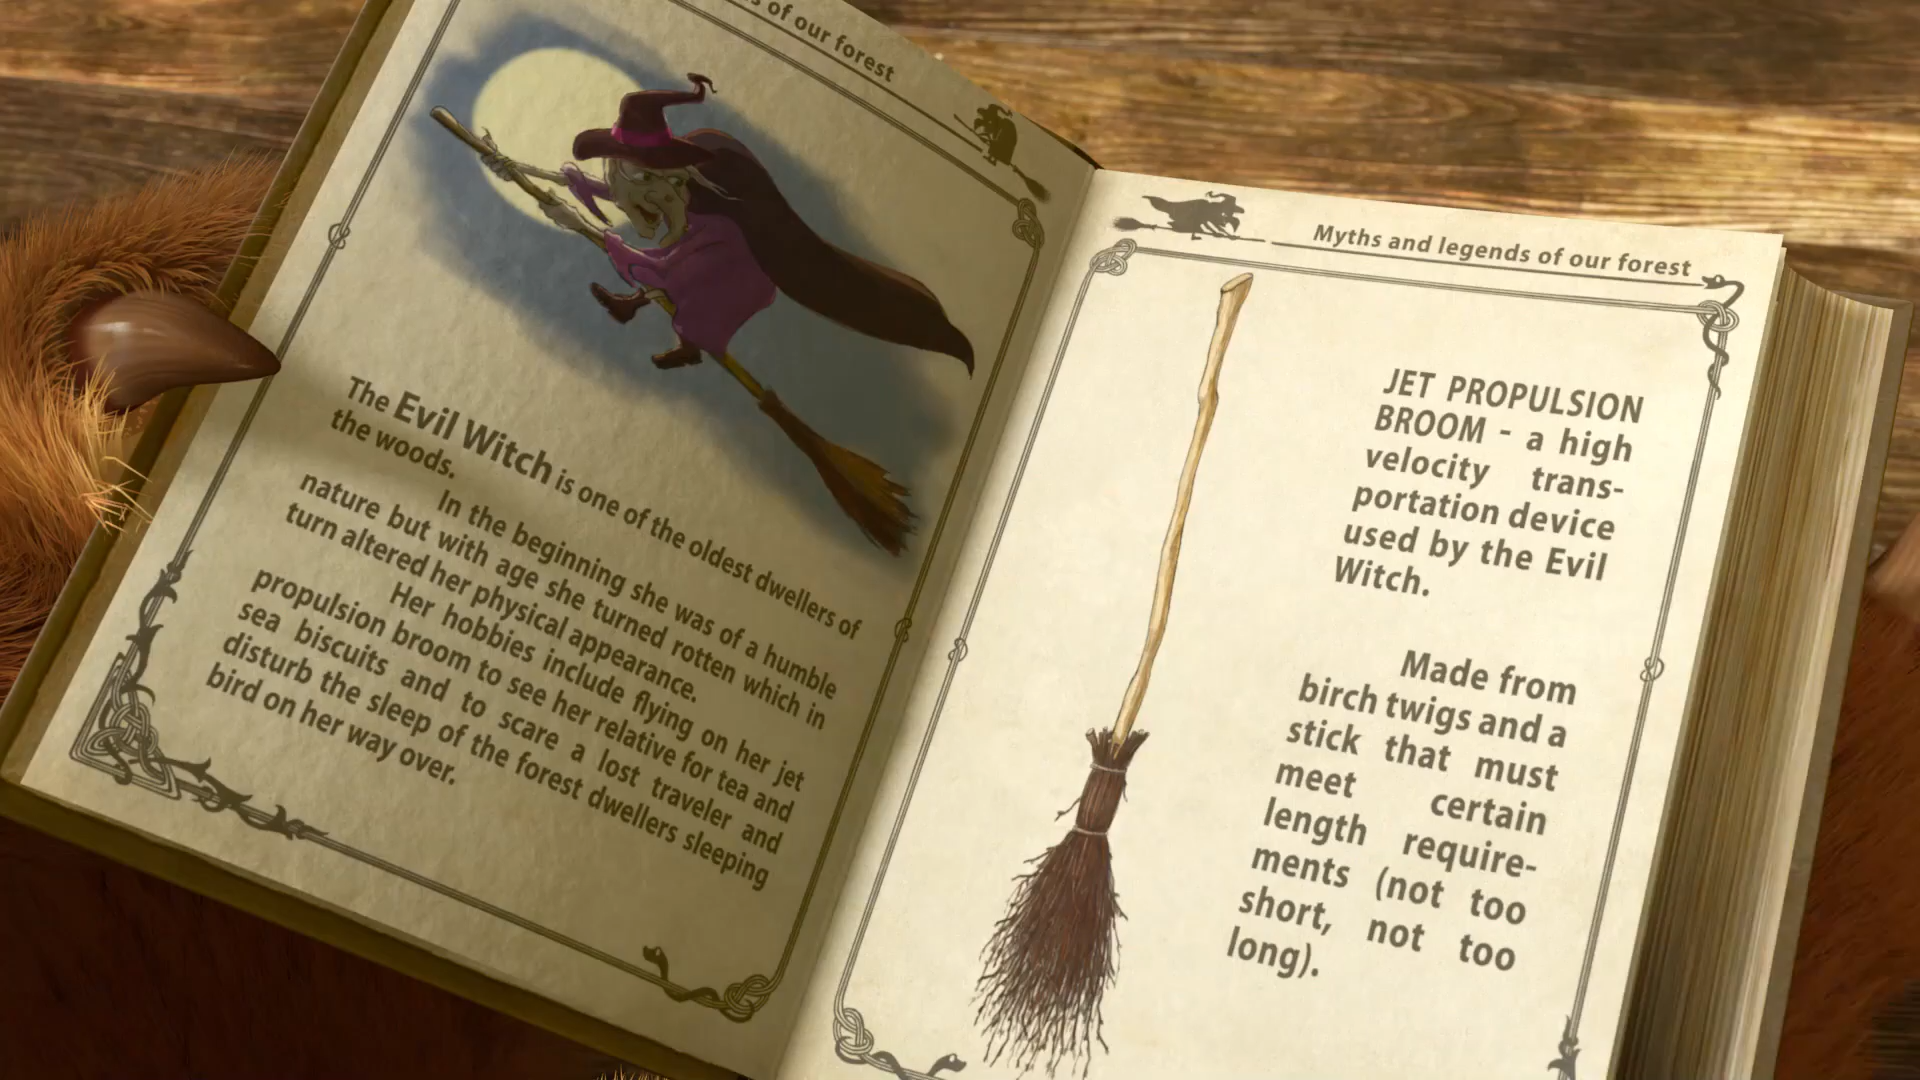 s of our forest
The Evil Witch is one of the oldest dwellers of
the woods.
In the beginning she was of a humble
nature but with age she turned rotten which in
turn altered her physical appearance.
Her hobbies include flying on her jet
propulsion broom to see her relative for tea and
sea biscuits and to scare a lost traveler and
disturb the sleep of the forest dwellers sleeping
bird on her way over.
Myths and legends of our forest
JET PROPULSION
BROOM - a high
velocity trans-
portation device
used by the Evil
Witch.
Made from
birch twigs and a
stick that must
meet certain
length require-
ments (not too
short, not too
long).